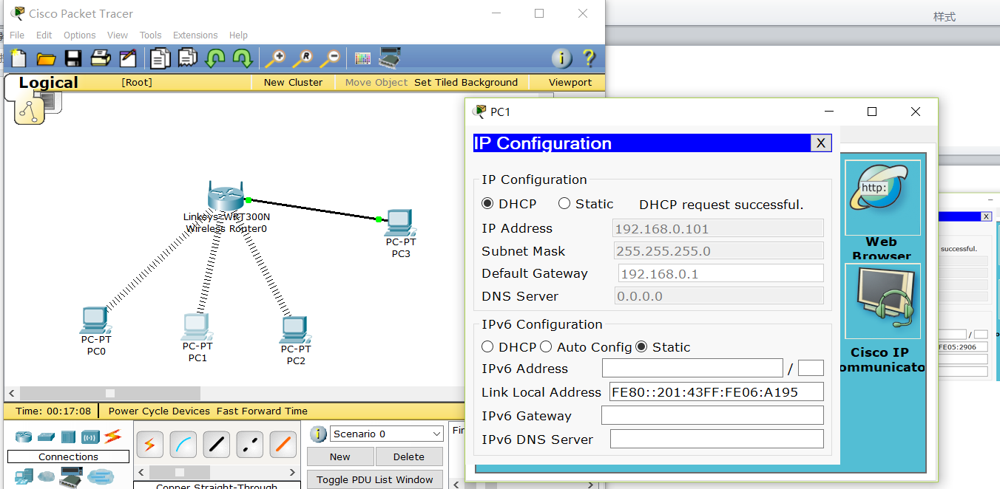 Cisco Packet Tracer
样式
File Edit Options View Tools Extensions Help
Logical [Root] New Cluster Move Object Set Tiled Background Viewport
Linksys-WRT300N
Wireless Router0
PC-PT
PC3
PC-PT
PC0
PC-PT
PC1
PC-PT
PC2
Time: 00:17:08 Power Cycle Devices Fast Forward Time
Connections
Scenario 0
New Delete
Toggle PDU List Window
Copper Straight-Through
PC1
IP Configuration X
IP Configuration
DHCP Static DHCP request successful.
IP Address 192.168.0.101
Subnet Mask 255.255.255.0
Default Gateway 192.168.0.1
DNS Server 0.0.0.0
IPv6 Configuration
DHCP Auto Config Static
IPv6 Address /
Link Local Address FE80::201:43FF:FE06:A195
IPv6 Gateway
IPv6 DNS Server
http:
Web
Browser
Cisco IP
ommunicato
X
successful.
/
FE05:2906